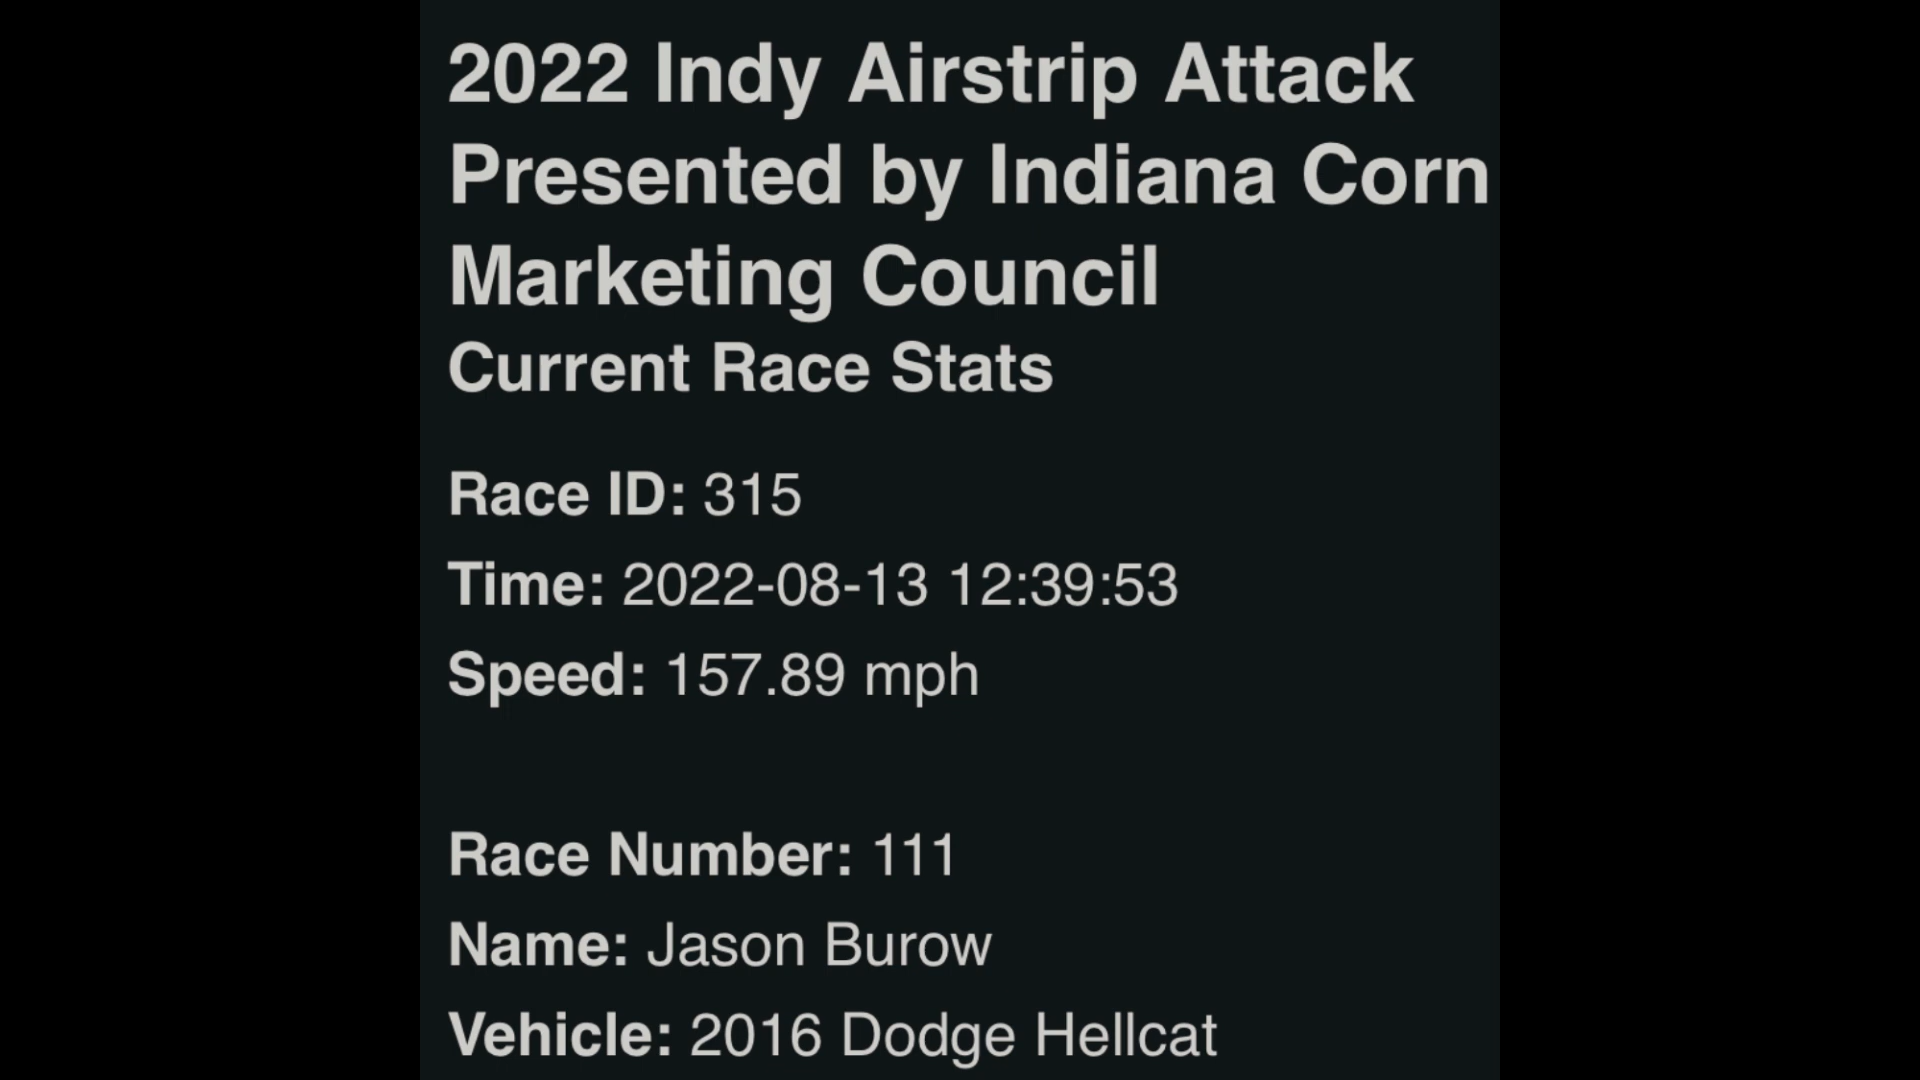 2022 Indy Airstrip Attack
Presented by Indiana Corn
Marketing Council
Current Race Stats
Race ID: 315
Time: 2022-08-13 12:39:53
Speed: 157.89 mph
Race Number: 111
Name: Jason Burow
Vehicle: 2016 Dodge Hellcat